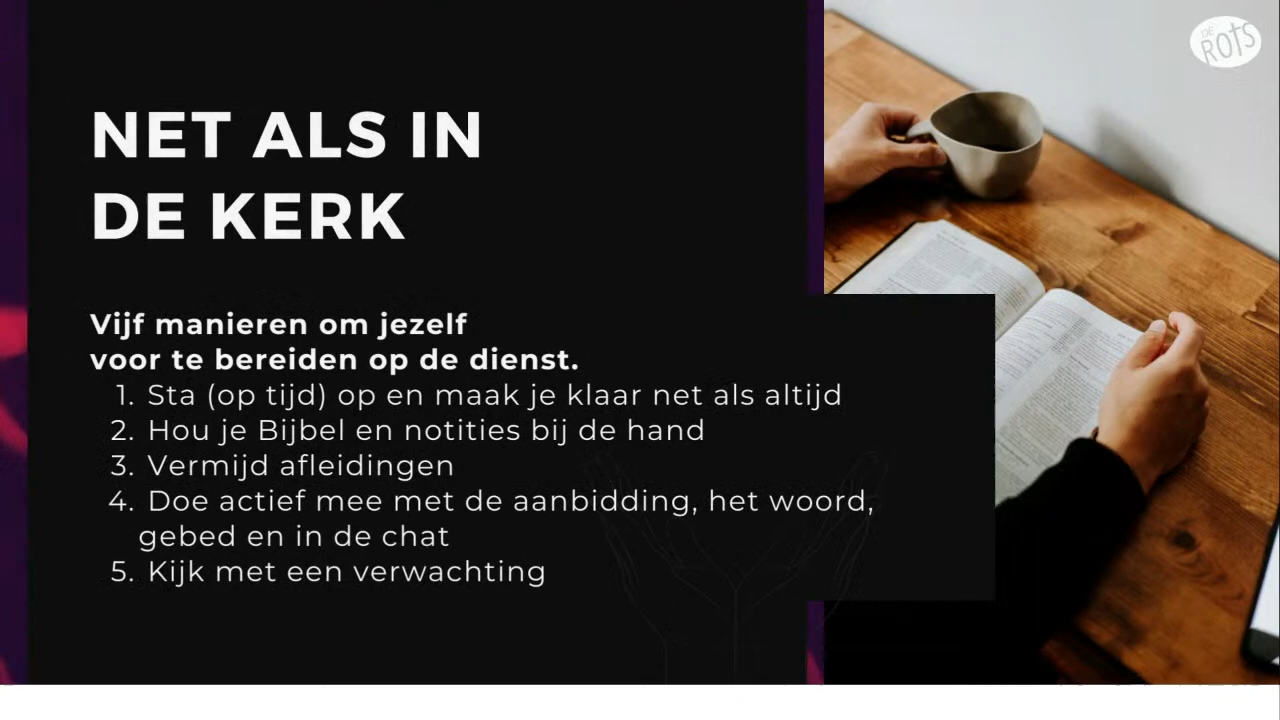 DE
ROTS
NET ALS IN
DE KERK
Vijf manieren om jezelf
voor te bereiden op de dienst.
1. Sta (op tijd) op en maak je klaar net als altijd
2. Hou je Bijbel en notities bij de hand
3. Vermijd afleidingen
4. Doe actief mee met de aanbidding, het woord,
gebed en in de chat
5. Kijk met een verwachting